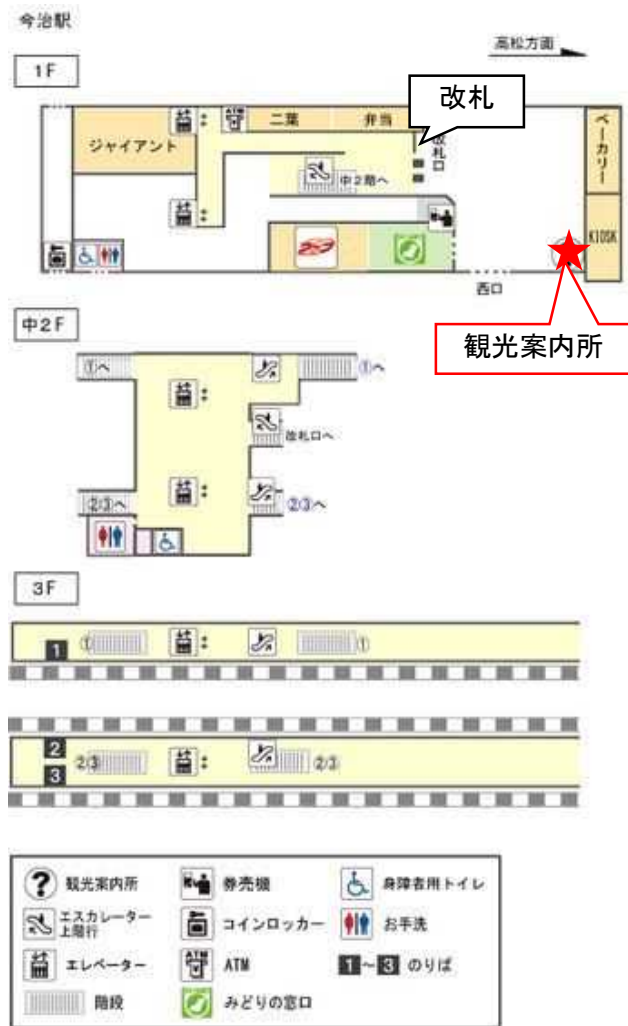 今治駅
高松方面
1F
改札
ATM
二葉
弁当
改札口
ベーカリー
ジャイアント
中2階へ
KIOSK
西口
観光案内所
中2F
①へ
①へ
改札口へ
②③へ
②③へ
3F
1
①
①
2
3
②③
②③
? 観光案内所
券売機
身障者用トイレ
エスカレーター
上階行
コインロッカー
お手洗
エレベーター
ATM
ATM
1~3 のりば
階段
みどりの窓口